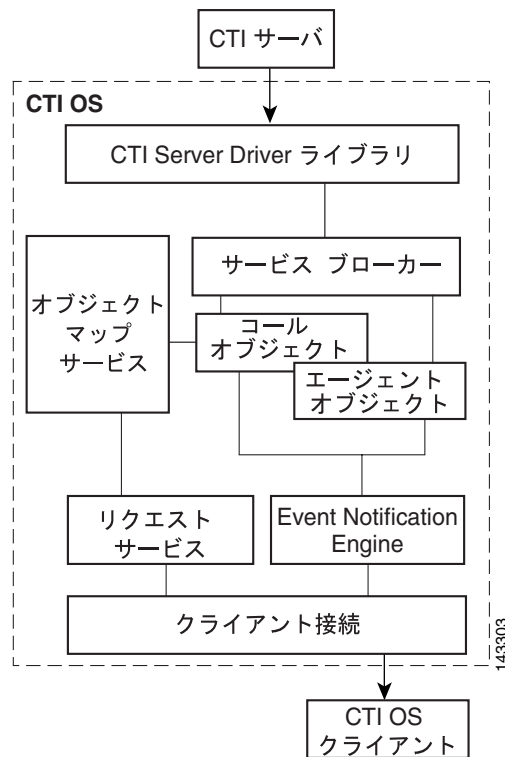 CTI サーバ
CTI OS
CTI Server Driver ライブラリ
サービス ブローカー
オブジェクト
マップ
サービス
コール
オブジェクト
エージェント
オブジェクト
リクエスト
サービス
Event Notification
Engine
クライアント接続
143303
CTI OS
クライアント